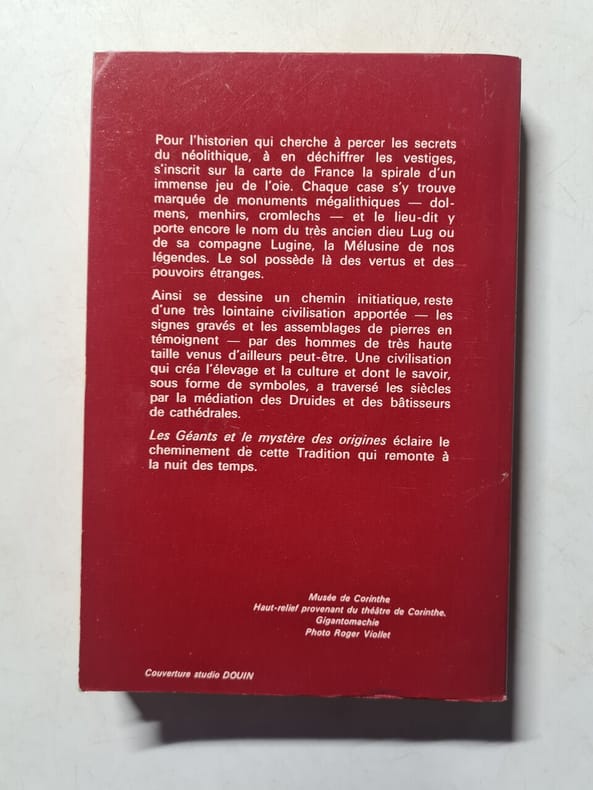 Pour l'historien qui cherche à percer les secrets
du néolithique, à en déchiffrer les vestiges,
s'inscrit sur la carte de France la spirale d'un
immense jeu de l'oie. Chaque case s'y trouve
marquée de monuments mégalithiques — dol-
mens, menhirs, cromlechs — et le lieu-dit y
porte encore le nom du très ancien dieu Lug ou
de sa compagne Lugine, la Mélusine de nos
légendes. Le sol possède là des vertus et des
pouvoirs étranges.
Ainsi se dessine un chemin initiatique, reste
d'une très lointaine civilisation apportée — les
signes gravés et les assemblages de pierres en
témoignent — par des hommes de très haute
taille venus d'ailleurs peut-être. Une civilisation
qui créa l'élevage et la culture et dont le savoir,
sous forme de symboles, a traversé les siècles
par la médiation des Druides et des bâtisseurs
de cathédrales.
Les Géants et le mystère des origines éclaire le
cheminement de cette Tradition qui remonte à
la nuit des temps.
Musée de Corinthe
Haut-relief provenant du théâtre de Corinthe.
Gigantomachie
Photo Roger Viollet
Couverture studio DOUIN